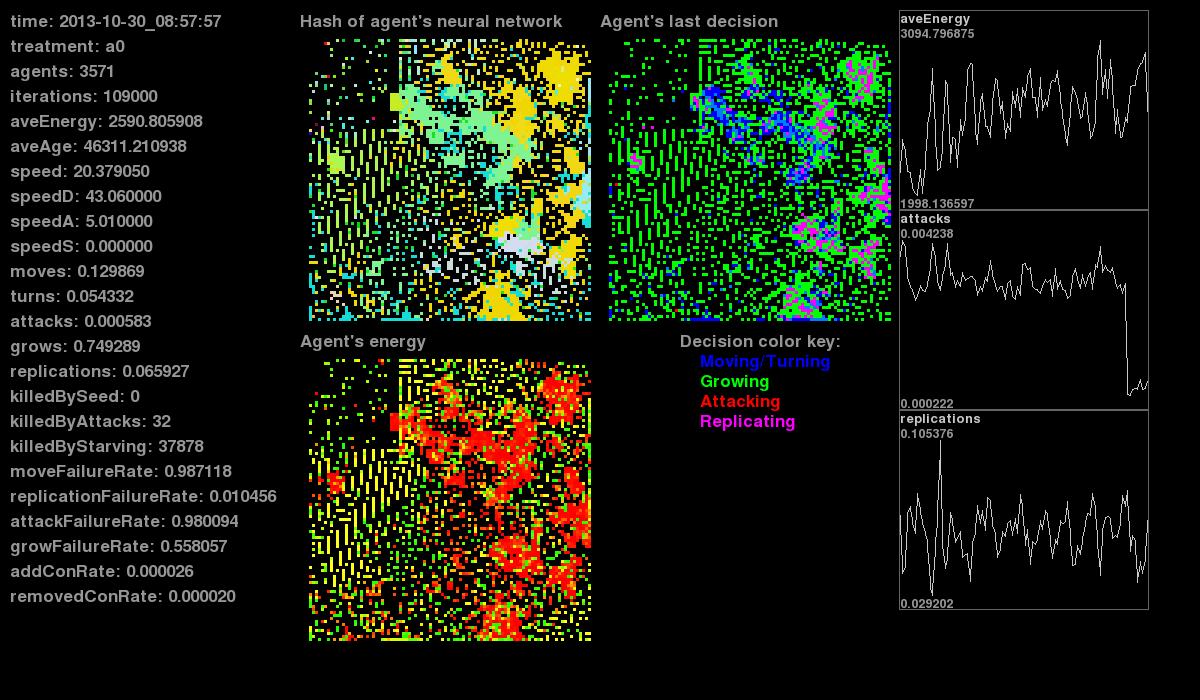 time: 2013-10-30_08:57:57
treatment: a0
agents: 3571
iterations: 109000
aveEnergy: 2590.805908
aveAge: 46311.210938
speed: 20.379050
speedD: 43.060000
speedA: 5.010000
speedS: 0.000000
moves: 0.129869
turns: 0.054332
attacks: 0.000583
grows: 0.749289
replications: 0.065927
killedBySeed: 0
killedByAttacks: 32
killedByStarving: 37878
moveFailureRate: 0.987118
replicationFailureRate: 0.010456
attackFailureRate: 0.980094
growFailureRate: 0.558057
addConRate: 0.000026
removedConRate: 0.000020
Hash of agent's neural network
Agent's last decision
Agent's energy
Decision color key:
Moving/Turning
Growing
Attacking
Replicating
aveEnergy
3094.796875
1998.136597
attacks
0.004238
0.000222
replications
0.105376
0.029202